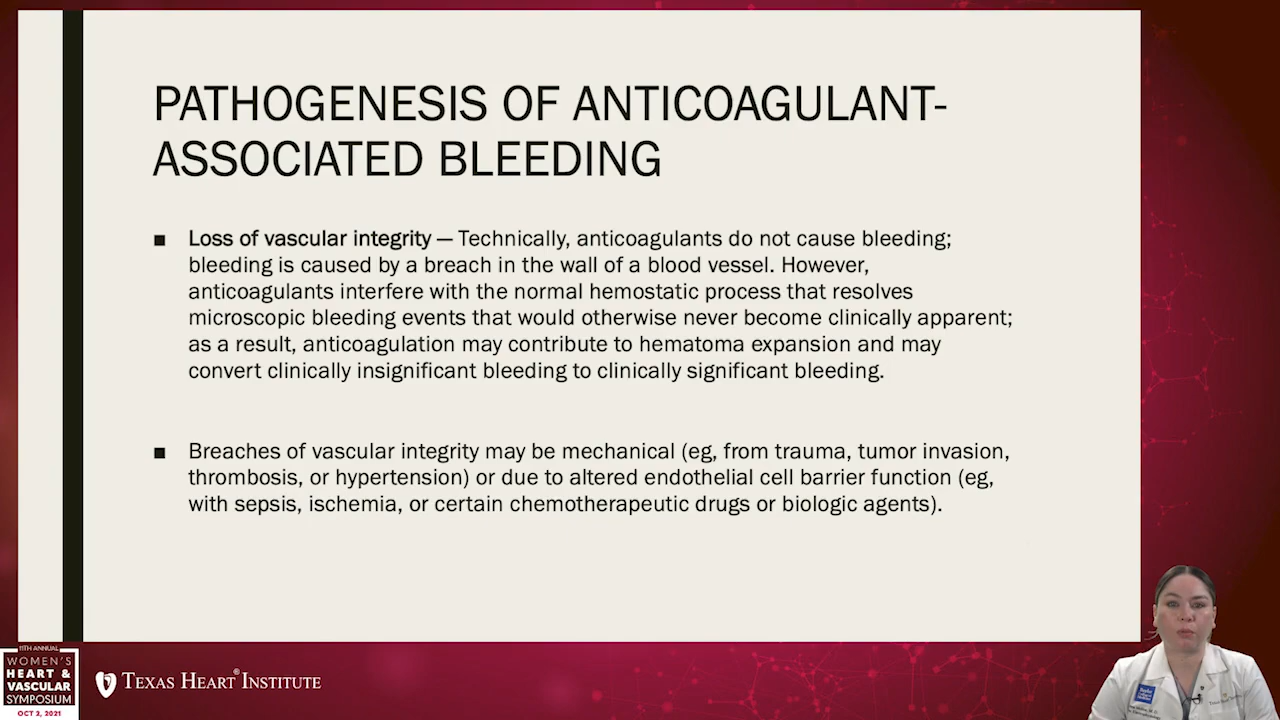 PATHOGENESIS OF ANTICOAGULANT-
ASSOCIATED BLEEDING
■ Loss of vascular integrity — Technically, anticoagulants do not cause bleeding;
bleeding is caused by a breach in the wall of a blood vessel. However,
anticoagulants interfere with the normal hemostatic process that resolves
microscopic bleeding events that would otherwise never become clinically apparent;
as a result, anticoagulation may contribute to hematoma expansion and may
convert clinically insignificant bleeding to clinically significant bleeding.
■ Breaches of vascular integrity may be mechanical (eg, from trauma, tumor invasion,
thrombosis, or hypertension) or due to altered endothelial cell barrier function (eg,
with sepsis, ischemia, or certain chemotherapeutic drugs or biologic agents).
11TH ANNUAL
WOMEN'S
HEART &
VASCULAR
SYMPOSIUM
OCT 2, 2021
TEXAS HEART® INSTITUTE
Baylor